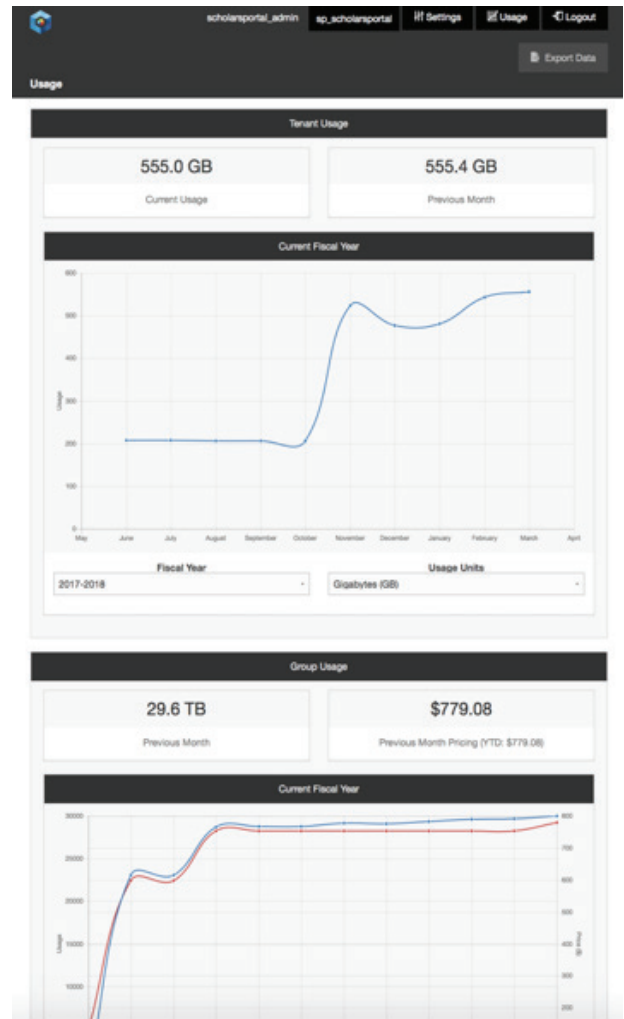 scholarsportal_admin sp_scholarsportal Settings Usage Logout
Export Data
Usage
Tenant Usage
555.0 GB 555.4 GB
Current Usage Previous Month
Current Fiscal Year
600
500
400
Usage
300
200
100
0
May June July August September October November December January February March April
Fiscal Year Usage Units
2017-2018 Gigabytes (GB)
Group Usage
29.6 TB $779.08
Previous Month Previous Month Pricing (YTD: $779.08)
Current Fiscal Year
30000 800
700
25000
600
20000
500
Usage Price ($)
15000 400
300
10000
200